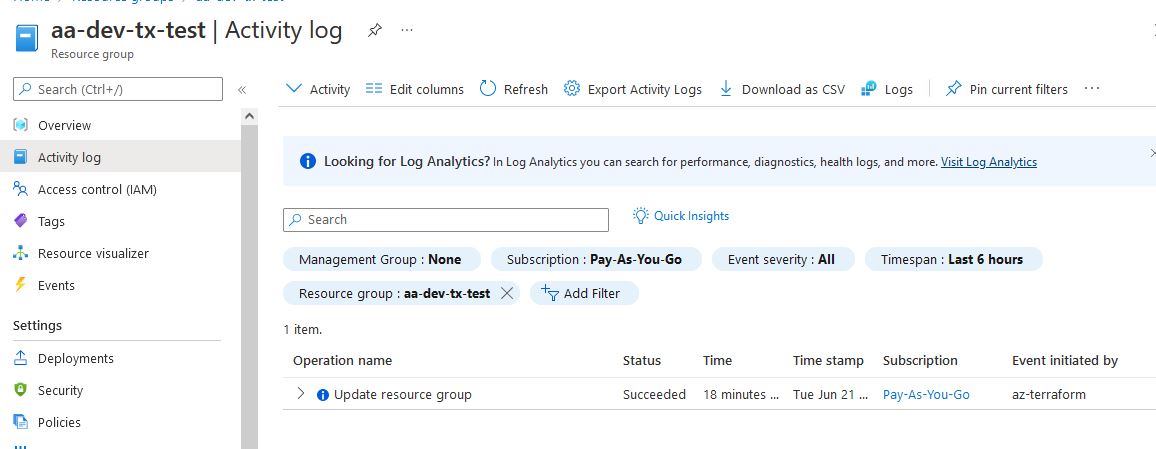 Home > Resource groups > aa-dev-tx-test
aa-dev-tx-test | Activity log
Resource group
Search (Ctrl+/)
Overview
Activity log
Access control (IAM)
Tags
Resource visualizer
Events
Settings
Deployments
Security
Policies
Activity Edit columns Refresh Export Activity Logs Download as CSV Logs Pin current filters
Looking for Log Analytics? In Log Analytics you can search for performance, diagnostics, health logs, and more. Visit Log Analytics
Search Quick Insights
Management Group : None Subscription : Pay-As-You-Go Event severity : All Timespan : Last 6 hours
Resource group : aa-dev-tx-test Add Filter
1 item.
Operation name Status Time Time stamp Subscription Event initiated by
Update resource group Succeeded 18 minutes ... Tue Jun 21 ... Pay-As-You-Go az-terraform